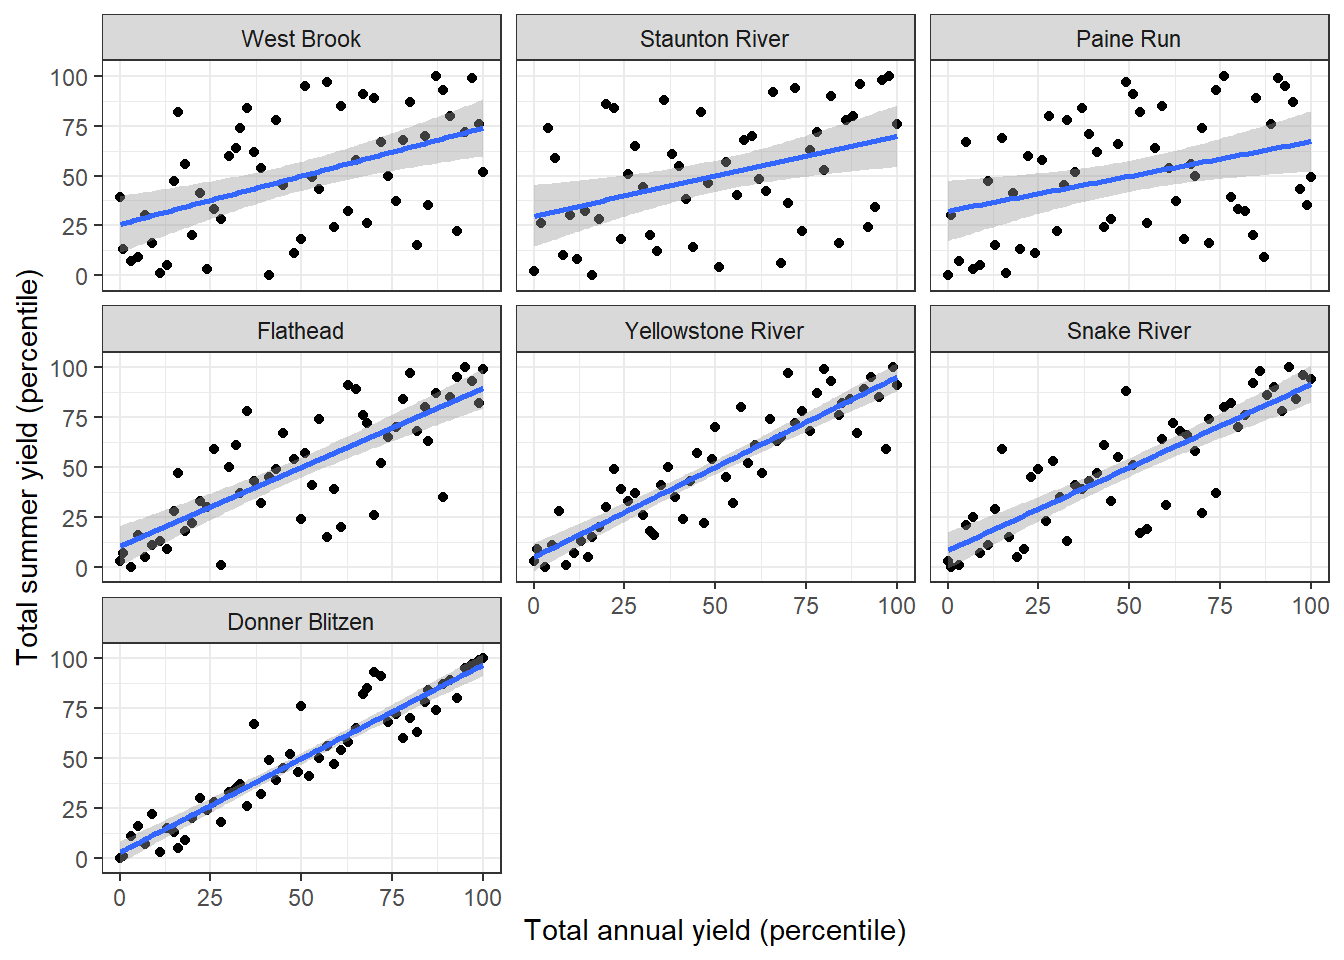 West Brook
Staunton River
Paine Run
100
75
50
25
0
Flathead
Yellowstone River
Snake River
100
75
50
25
0
0 25 50 75 100
0 25 50 75 100
Donner Blitzen
100
75
50
25
0
0 25 50 75 100
Total summer yield (percentile)
Total annual yield (percentile)